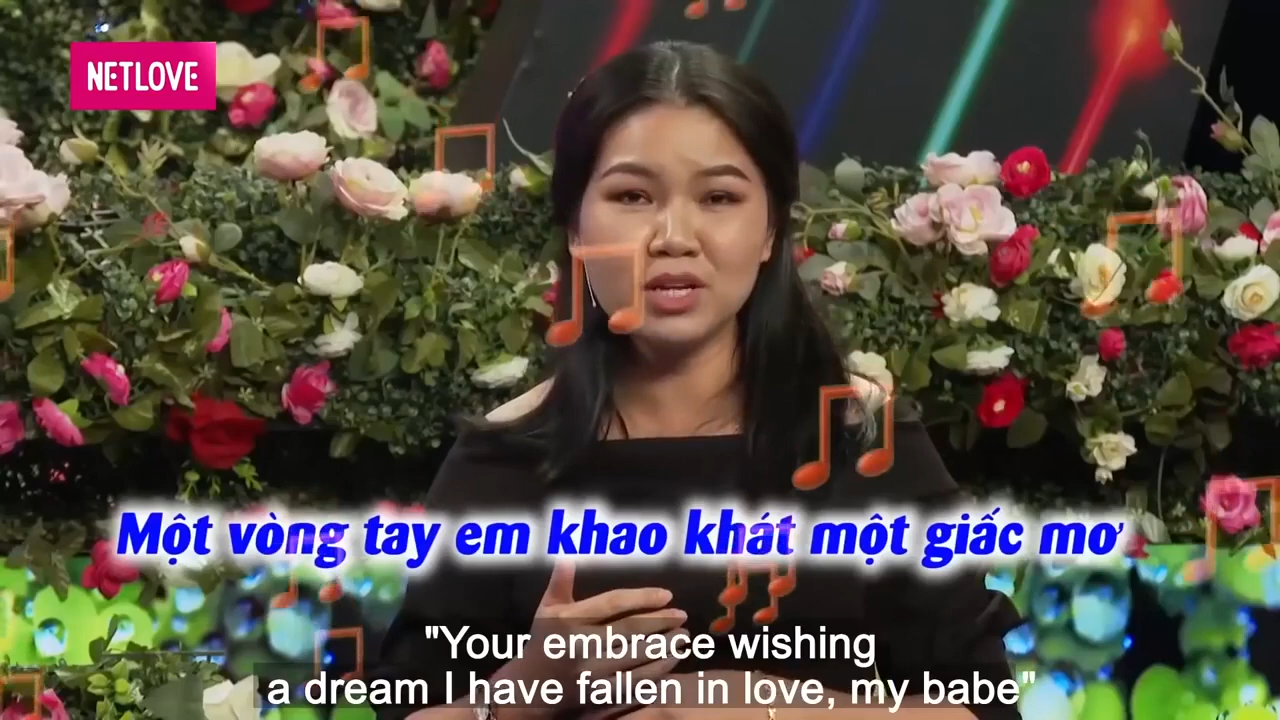 NETLOVE
Một vòng tay em khao khát một giấc mơ
"Your embrace wishing
a dream I have fallen in love, my babe"